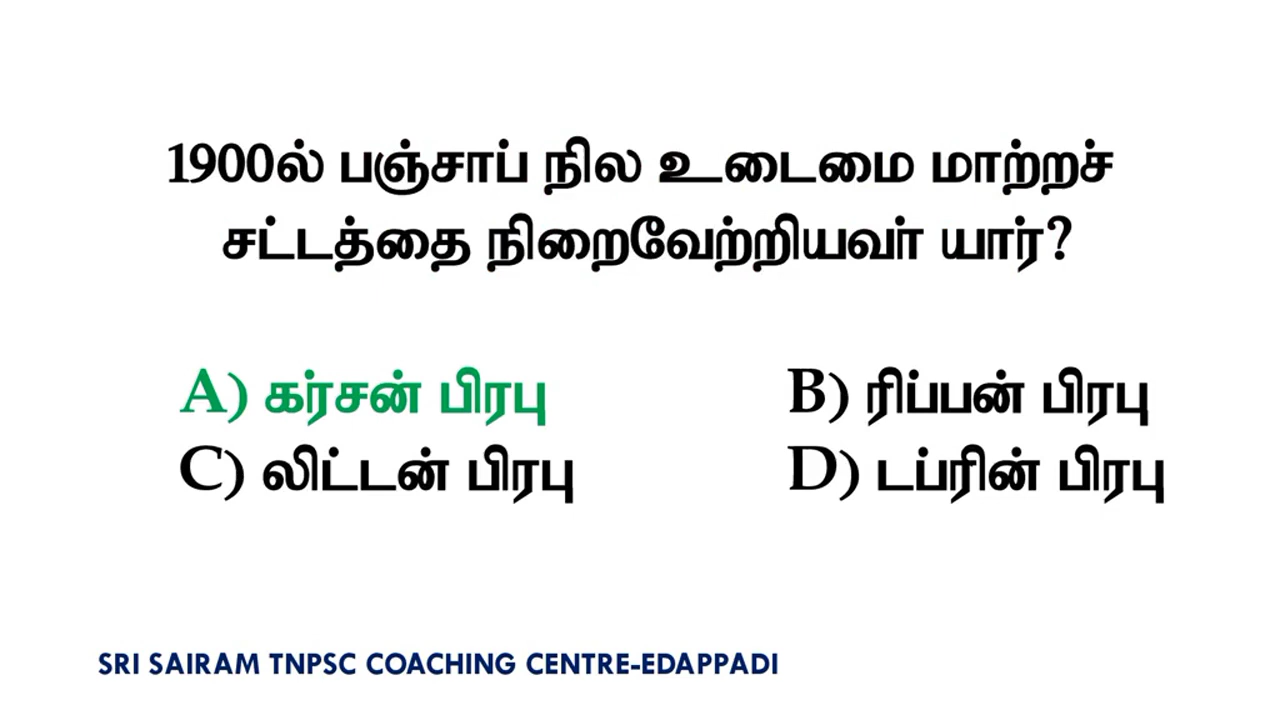 1900ல் பஞ்சாப் நில உடைமை மாற்றச்
சட்டத்தை நிறைவேற்றியவர் யார்?
A) கர்சன் பிரபு B) ரிப்பன் பிரபு
C) லிட்டன் பிரபு D) டப்ரின் பிரபு
SRI SAIRAM TNPSC COACHING CENTRE-EDAPPADI